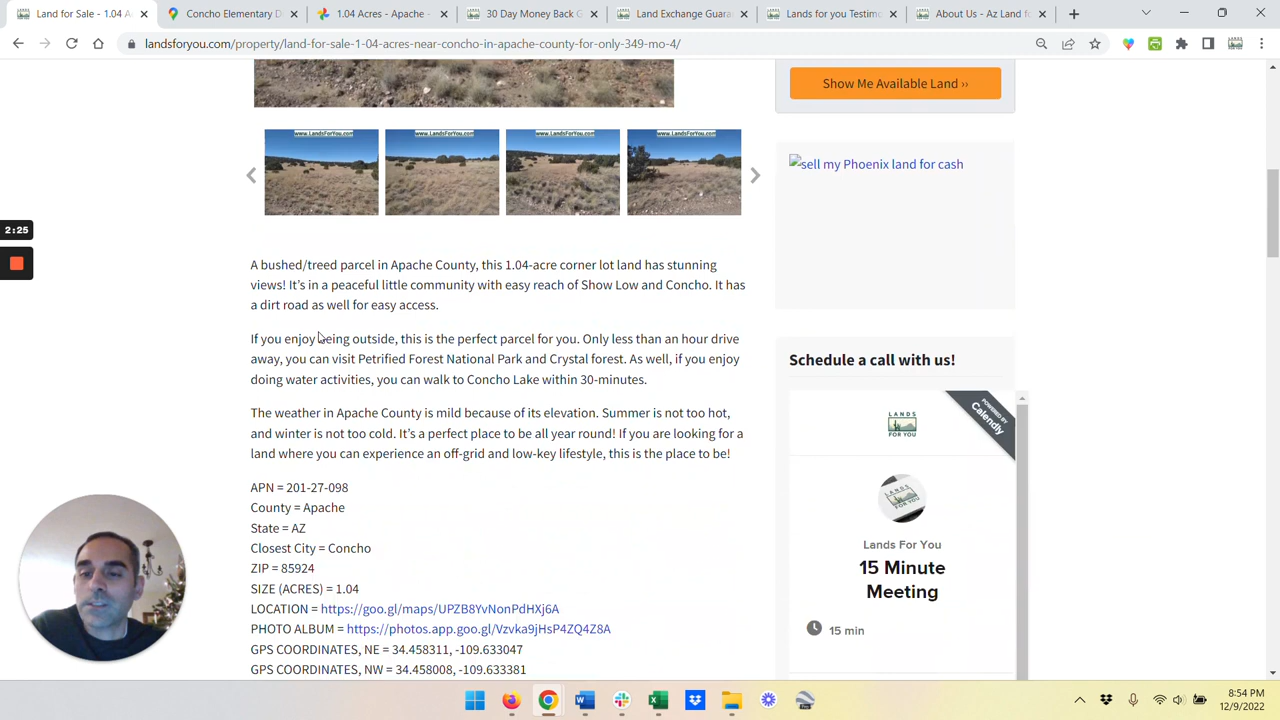 Land for Sale - 1.04 A
Concho Elementary D
1.04 Acres - Apache -
30 Day Money Back G
Land Exchange Guara
Lands for you Testimo
About Us - Az Land fo
landsforyou.com/property/land-for-sale-1-04-acres-near-concho-in-apache-county-for-only-349-mo-4/
Show Me Available Land ››
www.LandsForYou.com
www.LandsForYou.com
www.LandsForYou.com
www.LandsForYou.com
sell my Phoenix land for cash
2:25
A bushed/treed parcel in Apache County, this 1.04-acre corner lot land has stunning
views! It’s in a peaceful little community with easy reach of Show Low and Concho. It has
a dirt road as well for easy access.
If you enjoy being outside, this is the perfect parcel for you. Only less than an hour drive
away, you can visit Petrified Forest National Park and Crystal forest. As well, if you enjoy
doing water activities, you can walk to Concho Lake within 30-minutes.
The weather in Apache County is mild because of its elevation. Summer is not too hot,
and winter is not too cold. It’s a perfect place to be all year round! If you are looking for a
land where you can experience an off-grid and low-key lifestyle, this is the place to be!
APN = 201-27-098
County = Apache
State = AZ
Closest City = Concho
ZIP = 85924
SIZE (ACRES) = 1.04
LOCATION = https://goo.gl/maps/UPZB8YvNonPdHXj6A
PHOTO ALBUM = https://photos.app.goo.gl/Vzvka9jHsP4ZQ4Z8A
GPS COORDINATES, NE = 34.458311, -109.633047
GPS COORDINATES, NW = 34.458008, -109.633381
Schedule a call with us!
POWERED BY
Calendly
LANDS
FOR YOU
LANDS
FOR YOU
Lands For You
15 Minute
Meeting
15 min
8:54 PM
12/9/2022